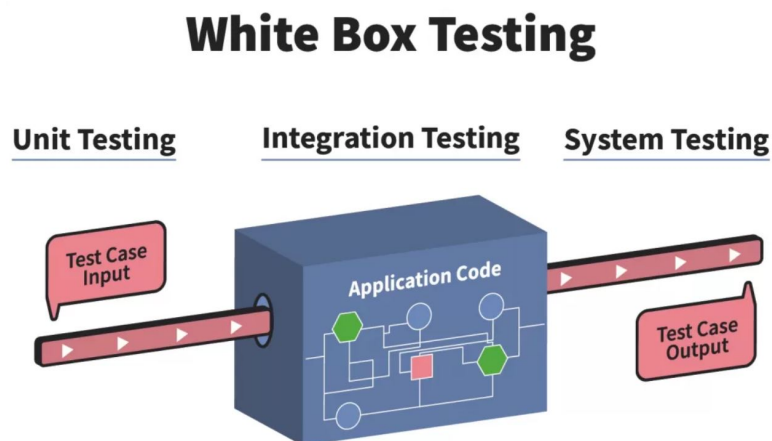 White Box Testing
Unit Testing
Integration Testing
System Testing
Test Case
Input
Application Code
Test Case
Output